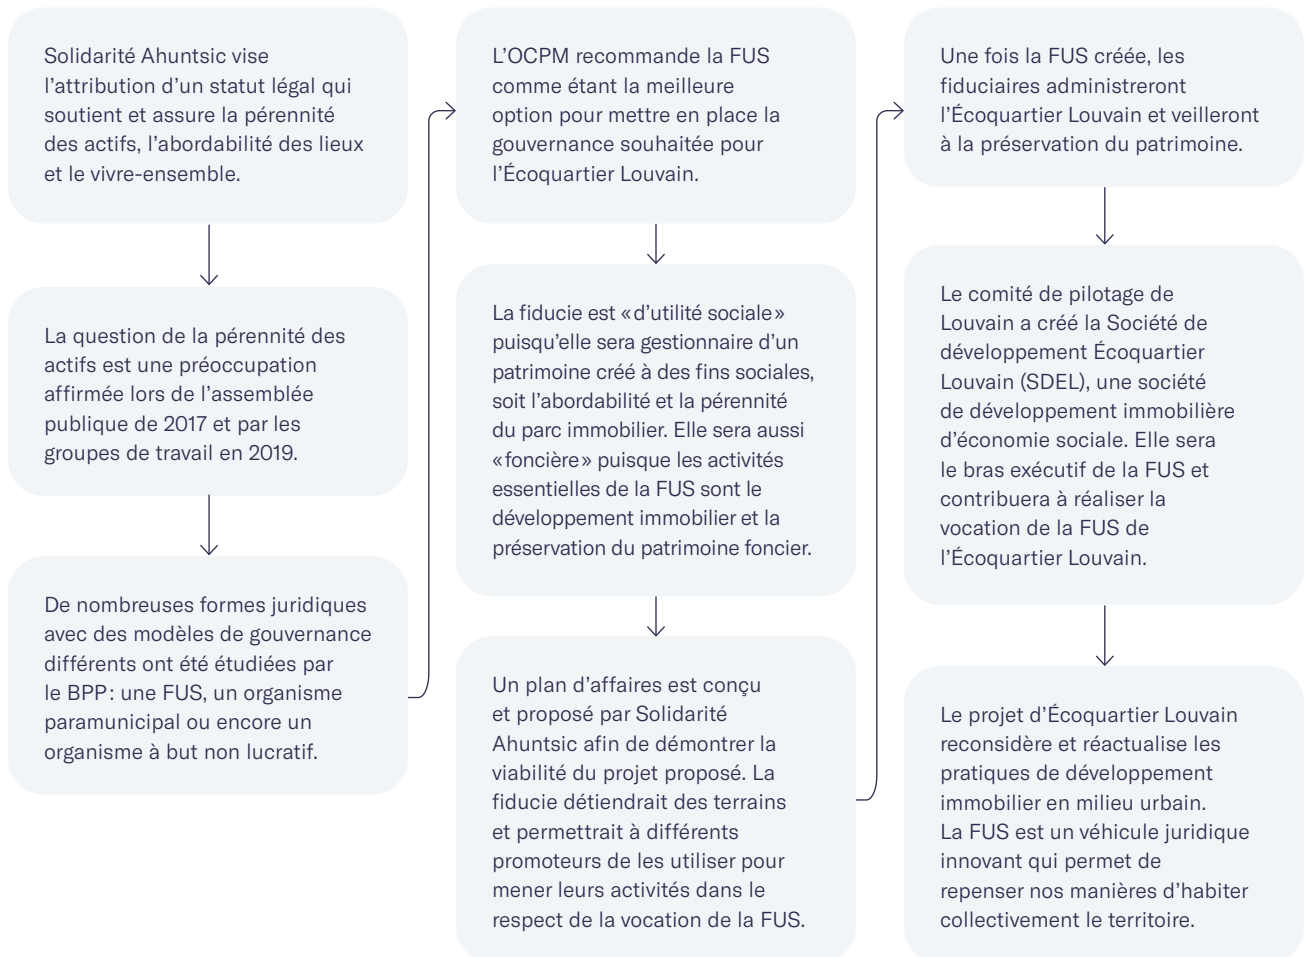 Solidarité Ahuntsic vise
l’attribution d’un statut légal qui
soutient et assure la pérennité
des actifs, l’abordabilité des lieux
et le vivre-ensemble.
La question de la pérennité des
actifs est une préoccupation
affirmée lors de l’assemblée
publique de 2017 et par les
groupes de travail en 2019.
De nombreuses formes juridiques
avec des modèles de gouvernance
différents ont été étudiées par
le BPP : une FUS, un organisme
paramunicipal ou encore un
organisme à but non lucratif.
L’OCPM recommande la FUS
comme étant la meilleure
option pour mettre en place la
gouvernance souhaitée pour
l’Écoquartier Louvain.
La fiducie est « d’utilité sociale »
puisqu’elle sera gestionnaire d’un
patrimoine créé à des fins sociales,
soit l’abordabilité et la pérennité
du parc immobilier. Elle sera aussi
« foncière » puisque les activités
essentielles de la FUS sont le
développement immobilier et la
préservation du patrimoine foncier.
Un plan d’affaires est conçu
et proposé par Solidarité
Ahuntsic afin de démontrer la
viabilité du projet proposé. La
fiducie détiendrait des terrains
et permettrait à différents
promoteurs de les utiliser pour
mener leurs activités dans le
respect de la vocation de la FUS.
Une fois la FUS créée, les
fiduciaires administreront
l’Écoquartier Louvain et veilleront
à la préservation du patrimoine.
Le comité de pilotage de
Louvain a créé la Société de
développement Écoquartier
Louvain (SDEL), une société
de développement immobilière
d’économie sociale. Elle sera
le bras exécutif de la FUS et
contribuera à réaliser la
vocation de la FUS de
l’Écoquartier Louvain.
Le projet d’Écoquartier Louvain
reconsidère et réactualise les
pratiques de développement
immobilier en milieu urbain.
La FUS est un véhicule juridique
innovant qui permet de
repenser nos manières d’habiter
collectivement le territoire.